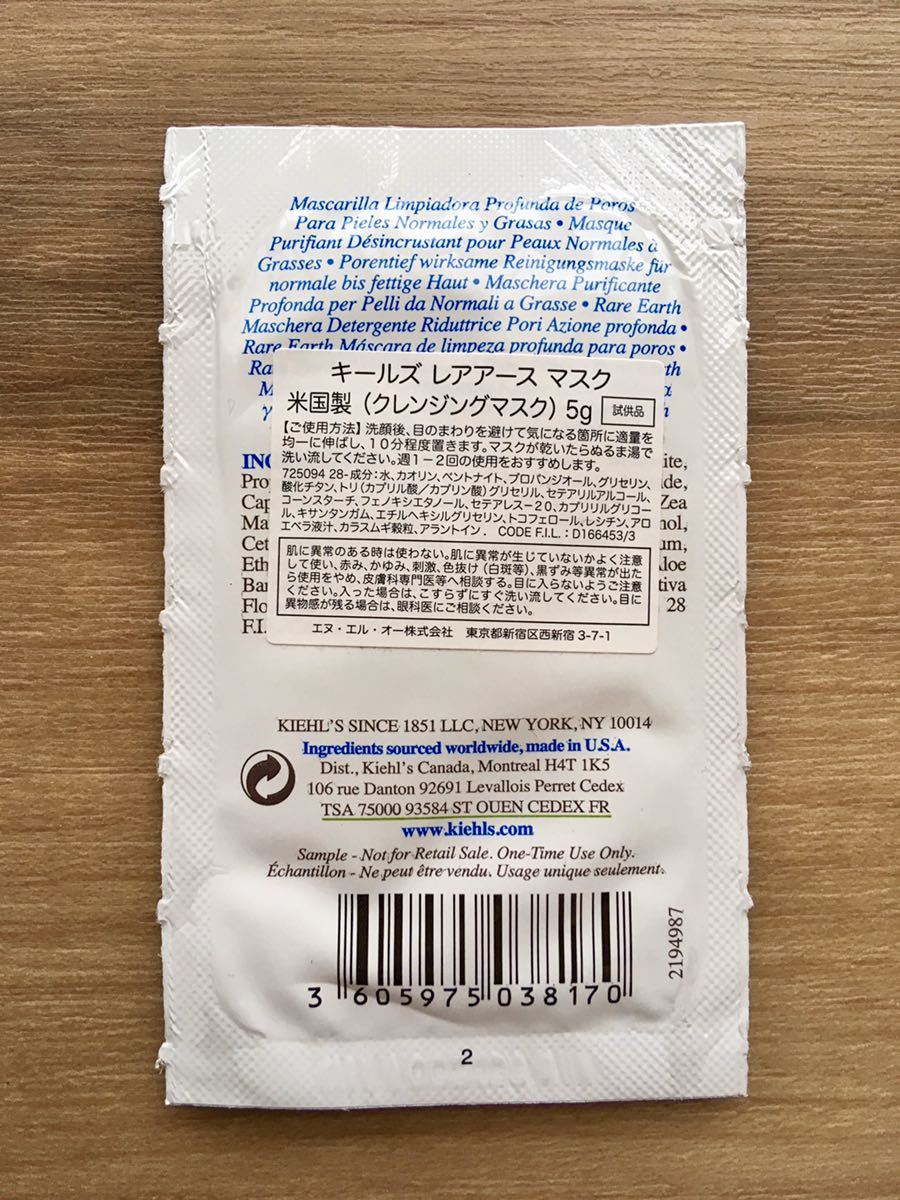 Mascarilla Limpiadora Profunda de Poros
Para Pieles Normales y Grasas • Masque
Purifiant Désincrustant pour Peaux Normales à
Grasses • Porentief wirksame Reinigungsmaske für
normale bis fettige Haut • Maschera Purificante
Profonda per Pelli da Normali a Grasse • Rare Earth
Maschera Detergente Riduttrice Pori Azione profonda •
Rare Earth Máscara de limpeza profunda para poros •
キールズ レアアース マスク
米国製（クレンジングマスク）5g 試供品
【ご使用方法】洗顔後、目のまわりを避けて気になる箇所に適量を
均一に伸ばし、10分程度置きます。マスクが乾いたらぬるま湯で
洗い流してください。週1－2回の使用をおすすめします。
725094 28-成分：水、カオリン、ベントナイト、プロパンジオール、グリセリン、
酸化チタン、トリ（カプリル酸／カプリン酸）グリセリル、セテアリルアルコール、
コーンスターチ、フェノキシエタノール、セテアレス－20、カプリリルグリコー
ル、キサンタンガム、エチルヘキシルグリセリン、トコフェロール、レシチン、アロ
エベラ液汁、カラスムギ穀粒、アラントイン． CODE F.I.L.：D166453/3
肌に異常のある時は使わない。肌に異常が生じていないかよく注意
して使い、赤み、かゆみ、刺激、色抜け（白斑等）、黒ずみ等異常が出た
ら使用をやめ、皮膚科専門医等へ相談する。目に入らないようご注意
ください。入った場合は、こすらずにすぐ洗い流してください。目に
異物感が残る場合は、眼科医にご相談ください。
エヌ・エル・オー株式会社 東京都新宿区西新宿3-7-1
28
F.I.
KIEHL'S SINCE 1851 LLC, NEW YORK, NY 10014
Ingredients sourced worldwide, made in U.S.A.
Dist., Kiehl's Canada, Montreal H4T 1K5
106 rue Danton 92691 Levallois Perret Cedex
TSA 75000 93584 ST OUEN CEDEX FR
www.kiehls.com
Sample - Not for Retail Sale. One-Time Use Only.
Échantillon - Ne peut être vendu. Usage unique seulement.
2194987
3 605975 038170
2